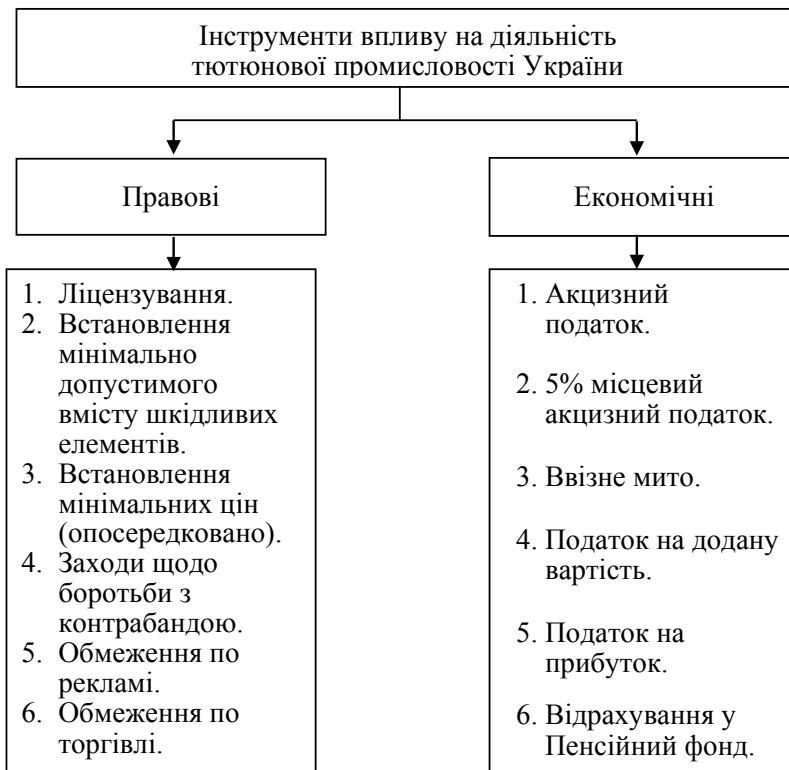 Інструменти впливу на діяльність
тютюнової промисловості України
Правові
Економічні
1. Ліцензування.
2. Встановлення
мінімально
допустимого
вмісту шкідливих
елементів.
3. Встановлення
мінімальних цін
(опосередковано).
4. Заходи щодо
боротьби з
контрабандою.
5. Обмеження по
рекламі.
6. Обмеження по
торгівлі.
1. Акцизний
податок.
2. 5% місцевий
акцизний податок.
3. Ввізне мито.
4. Податок на додану
вартість.
5. Податок на
прибуток.
6. Відрахування у
Пенсійний фонд.